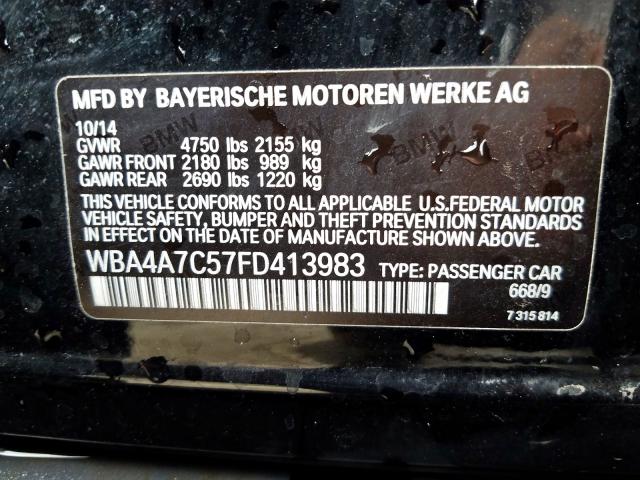 MFD BY BAYERISCHE MOTOREN WERKE AG
10/14
GVWR 4750 lbs 2155 kg
GAWR FRONT 2180 lbs 989 kg
GAWR REAR 2690 lbs 1220 kg
THIS VEHICLE CONFORMS TO ALL APPLICABLE U.S.FEDERAL MOTOR
VEHICLE SAFETY, BUMPER AND THEFT PREVENTION STANDARDS
IN EFFECT ON THE DATE OF MANUFACTURE SHOWN ABOVE.
WBA4A7C57FD413983 TYPE: PASSENGER CAR
668/9
7 315 814
BMW
BMW
BMW